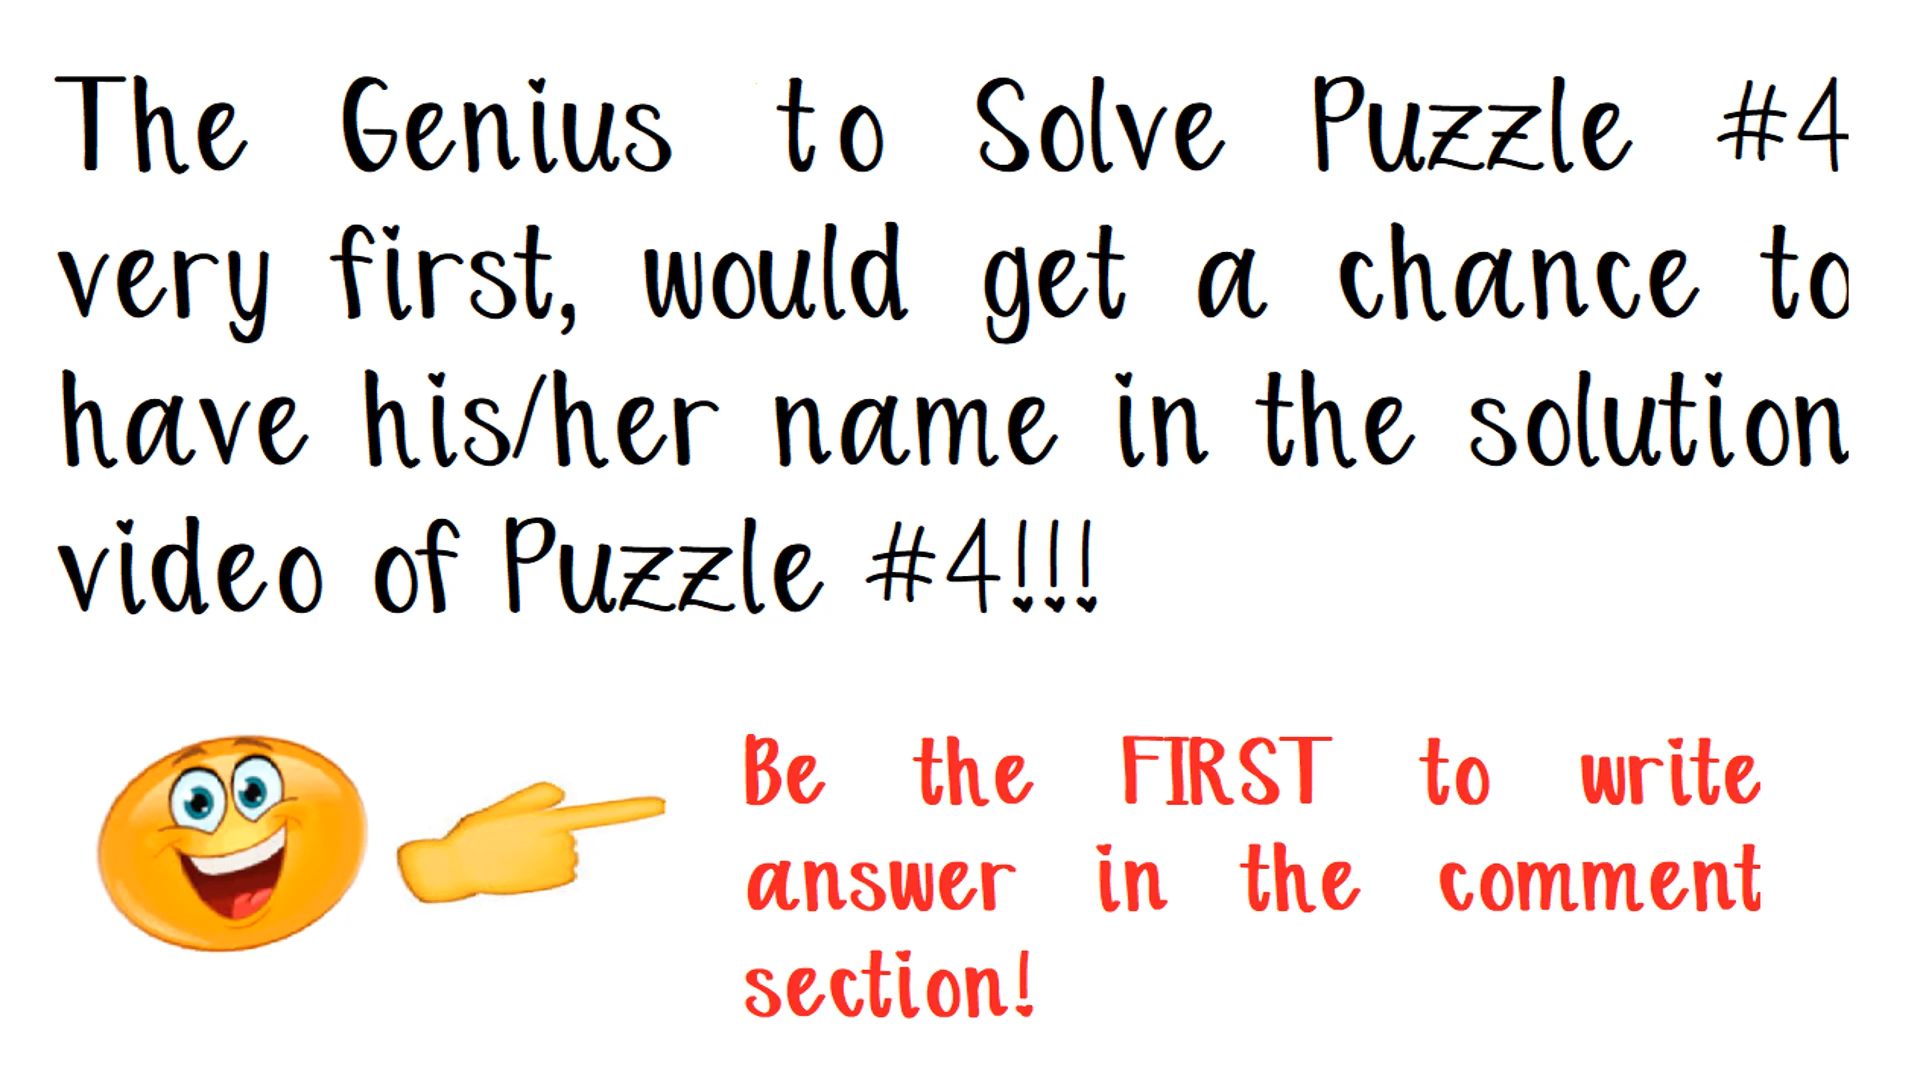 The Genius to Solve Puzzle #4
very first, would get a chance to
have his/her name in the solution
video of Puzzle #4!!!
Be the FIRST to write
answer in the comment
section!